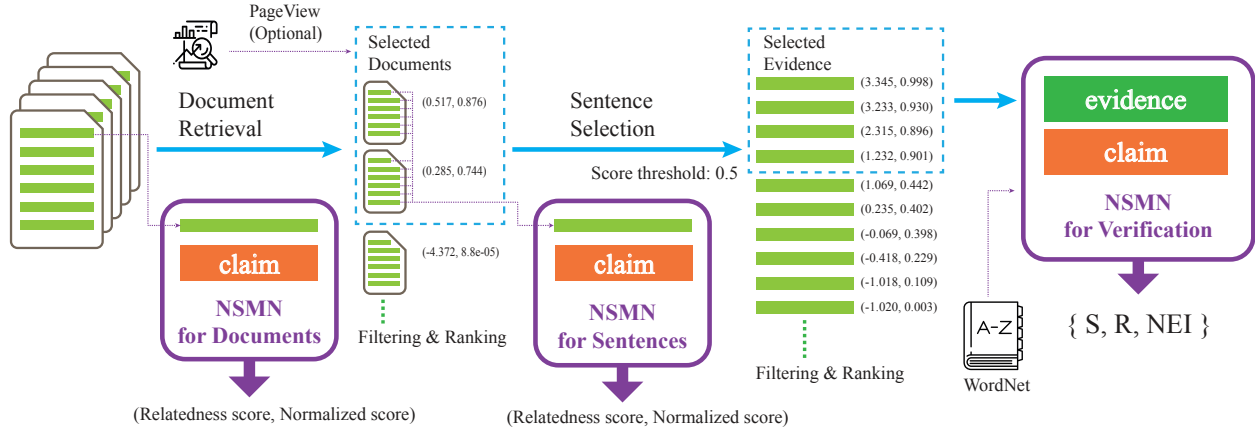 PageView
(Optional)
Document
Retrieval
claim
NSMN
for Documents
(Relatedness score, Normalized score)
Selected
Documents
(0.517, 0.876)
(0.285, 0.744)
(-4.372, 8.8e-05)
Filtering & Ranking
Sentence
Selection
Score threshold: 0.5
claim
NSMN
for Sentences
(Relatedness score, Normalized score)
Selected
Evidence
(3.345, 0.998)
(3.233, 0.930)
(2.315, 0.896)
(1.232, 0.901)
(1.069, 0.442)
(0.235, 0.402)
(-0.069, 0.398)
(-0.418, 0.229)
(-1.018, 0.109)
(-1.020, 0.003)
Filtering & Ranking
evidence
claim
NSMN
for Verification
A-Z
WordNet
{ S, R, NEI }